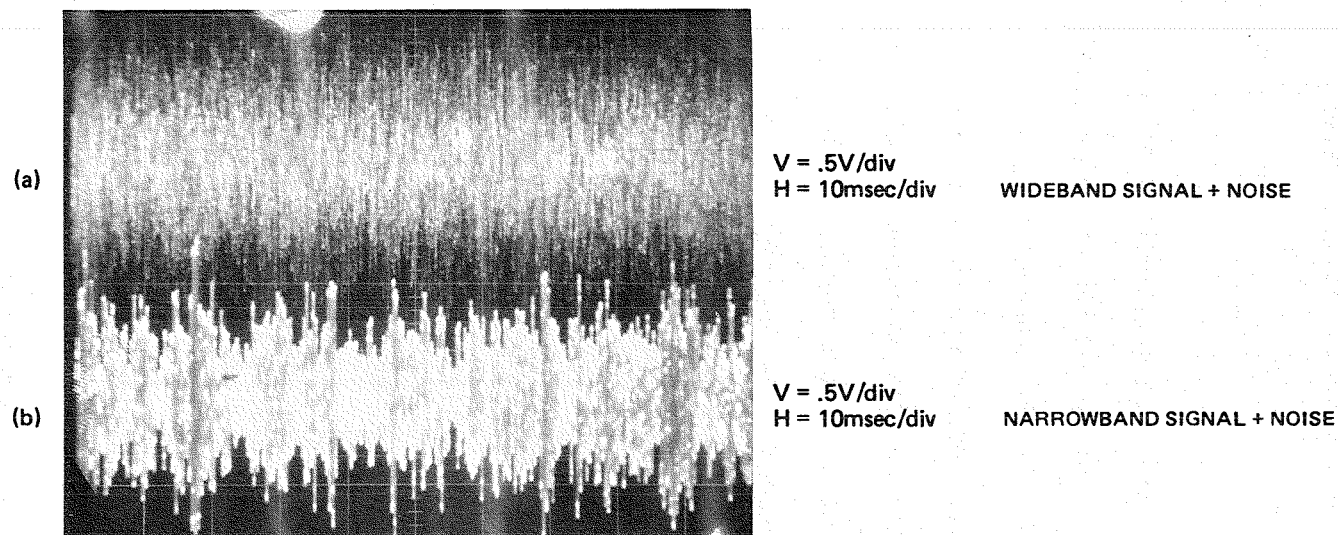 (a)
V = .5V/div
H = 10msec/div WIDEBAND SIGNAL + NOISE
(b)
V = .5V/div
H = 10msec/div NARROWBAND SIGNAL + NOISE